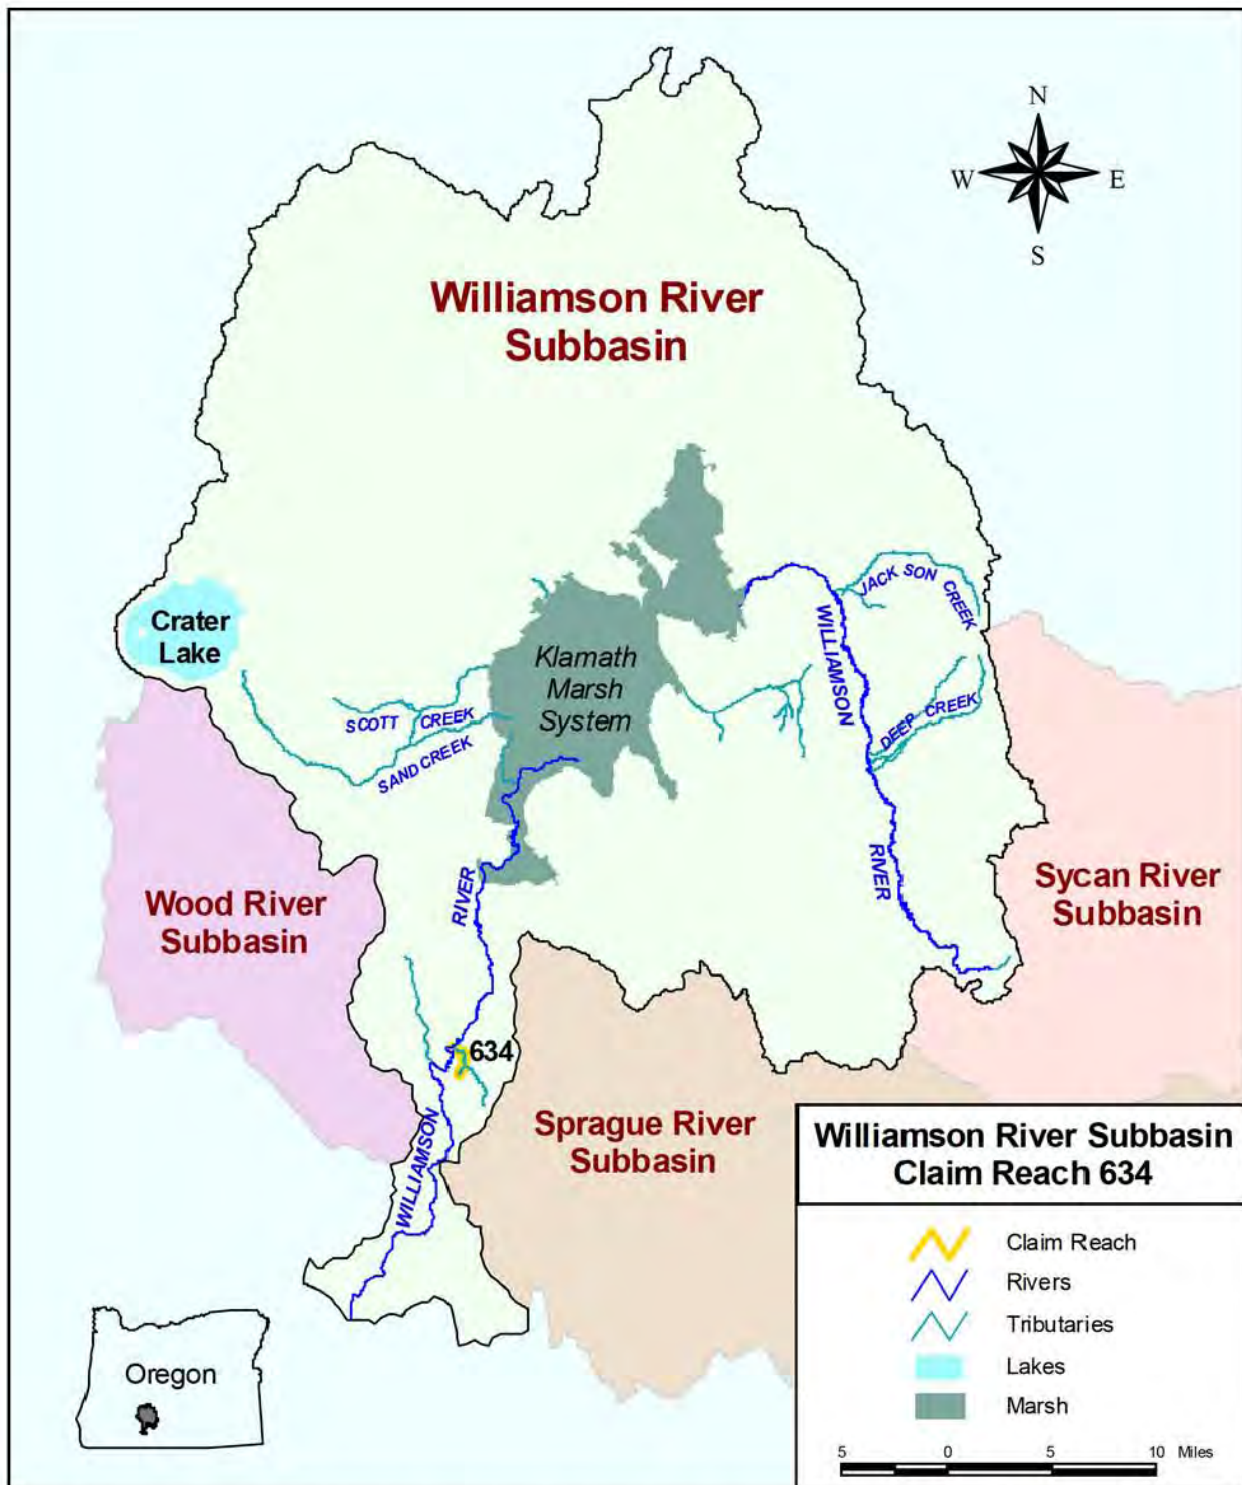 N
W
E
S
Williamson River
Subbasin
Crater
Lake
Klamath
Marsh
System
JACKSON CREEK
WILLIAMSON
RIVER
DEEP CREEK
SCOTT CREEK
SAND CREEK
RIVER
WILLIAMSON
634
Wood River
Subbasin
Sycan River
Subbasin
Sprague River
Subbasin
Williamson River Subbasin
Claim Reach 634
Claim Reach
Rivers
Tributaries
Lakes
Marsh
5 0 5 10 Miles
Oregon